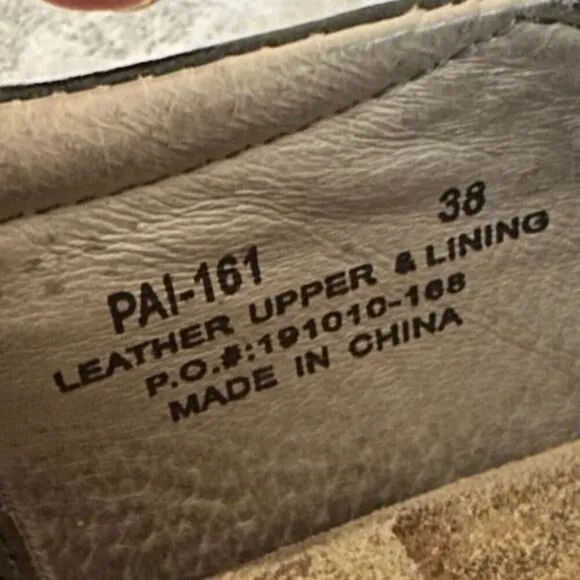 PAI-161 38
LEATHER UPPER & LINING
P.O.#:191010-168
MADE IN CHINA